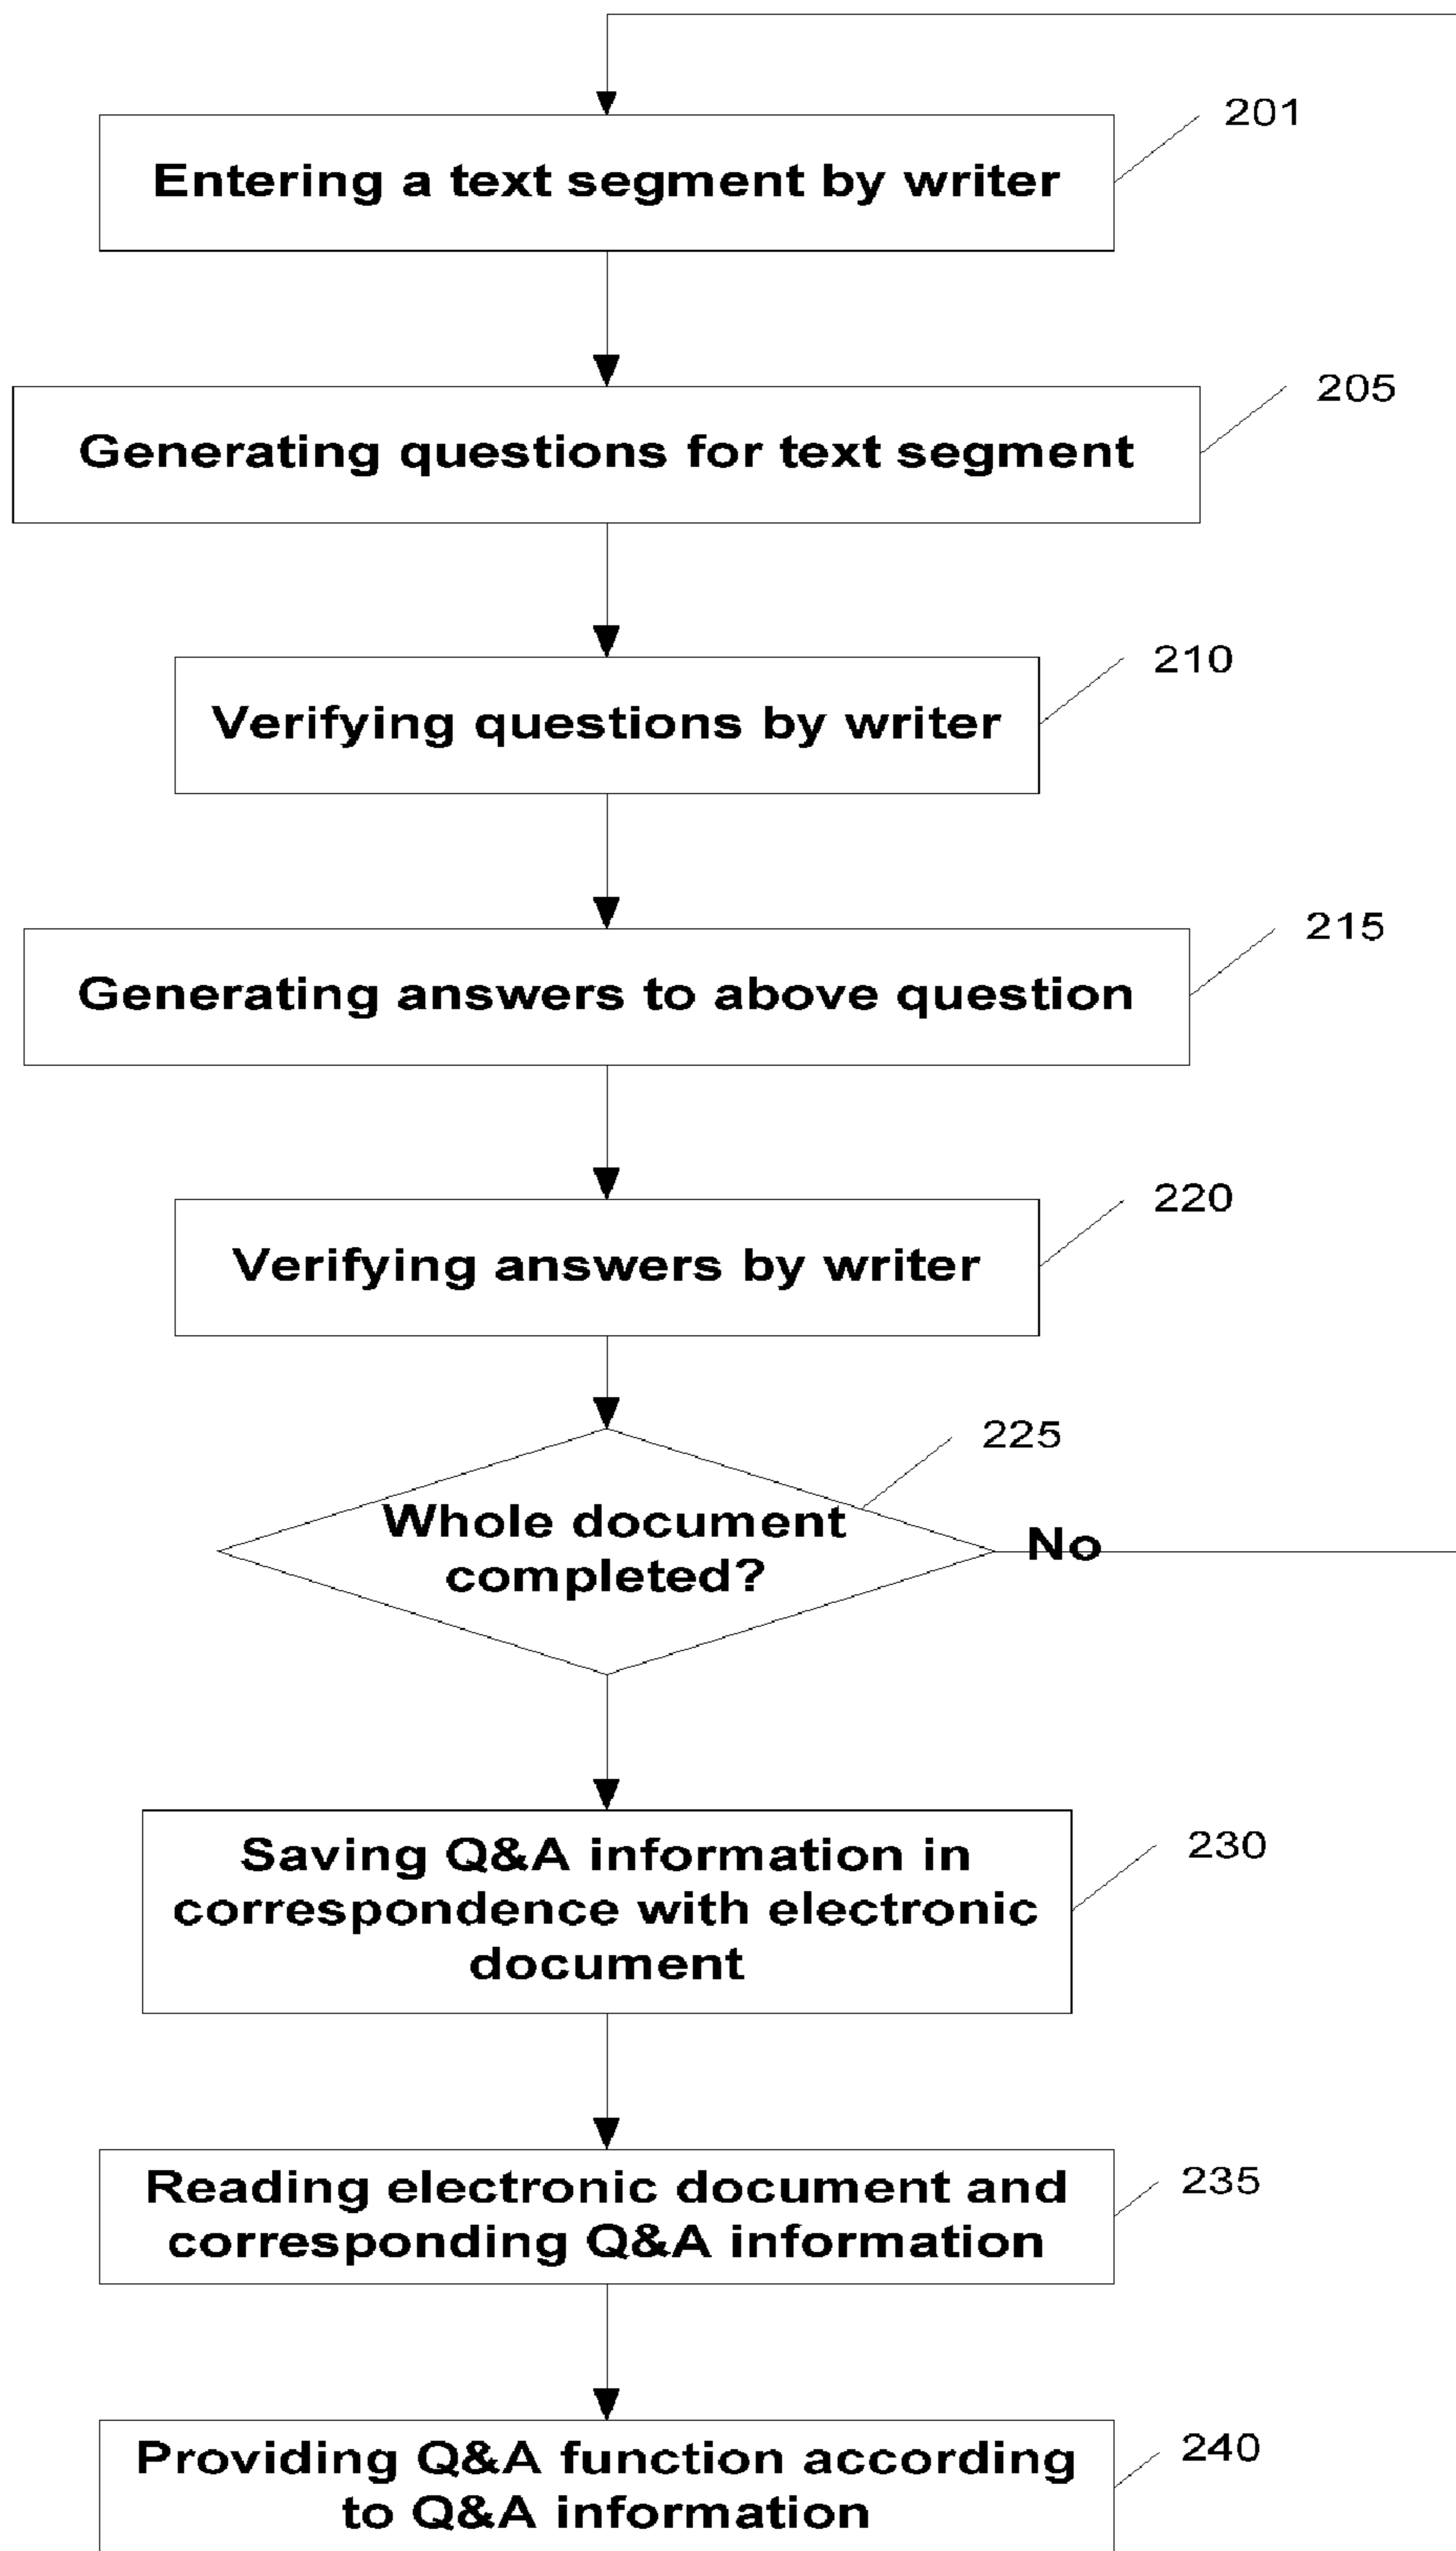 201
Entering a text segment by writer
205
Generating questions for text segment
210
Verifying questions by writer
215
Generating answers to above question
220
Verifying answers by writer
225
Whole document
completed?
No
230
Saving Q&A information in
correspondence with electronic
document
235
Reading electronic document and
corresponding Q&A information
240
Providing Q&A function according
to Q&A information